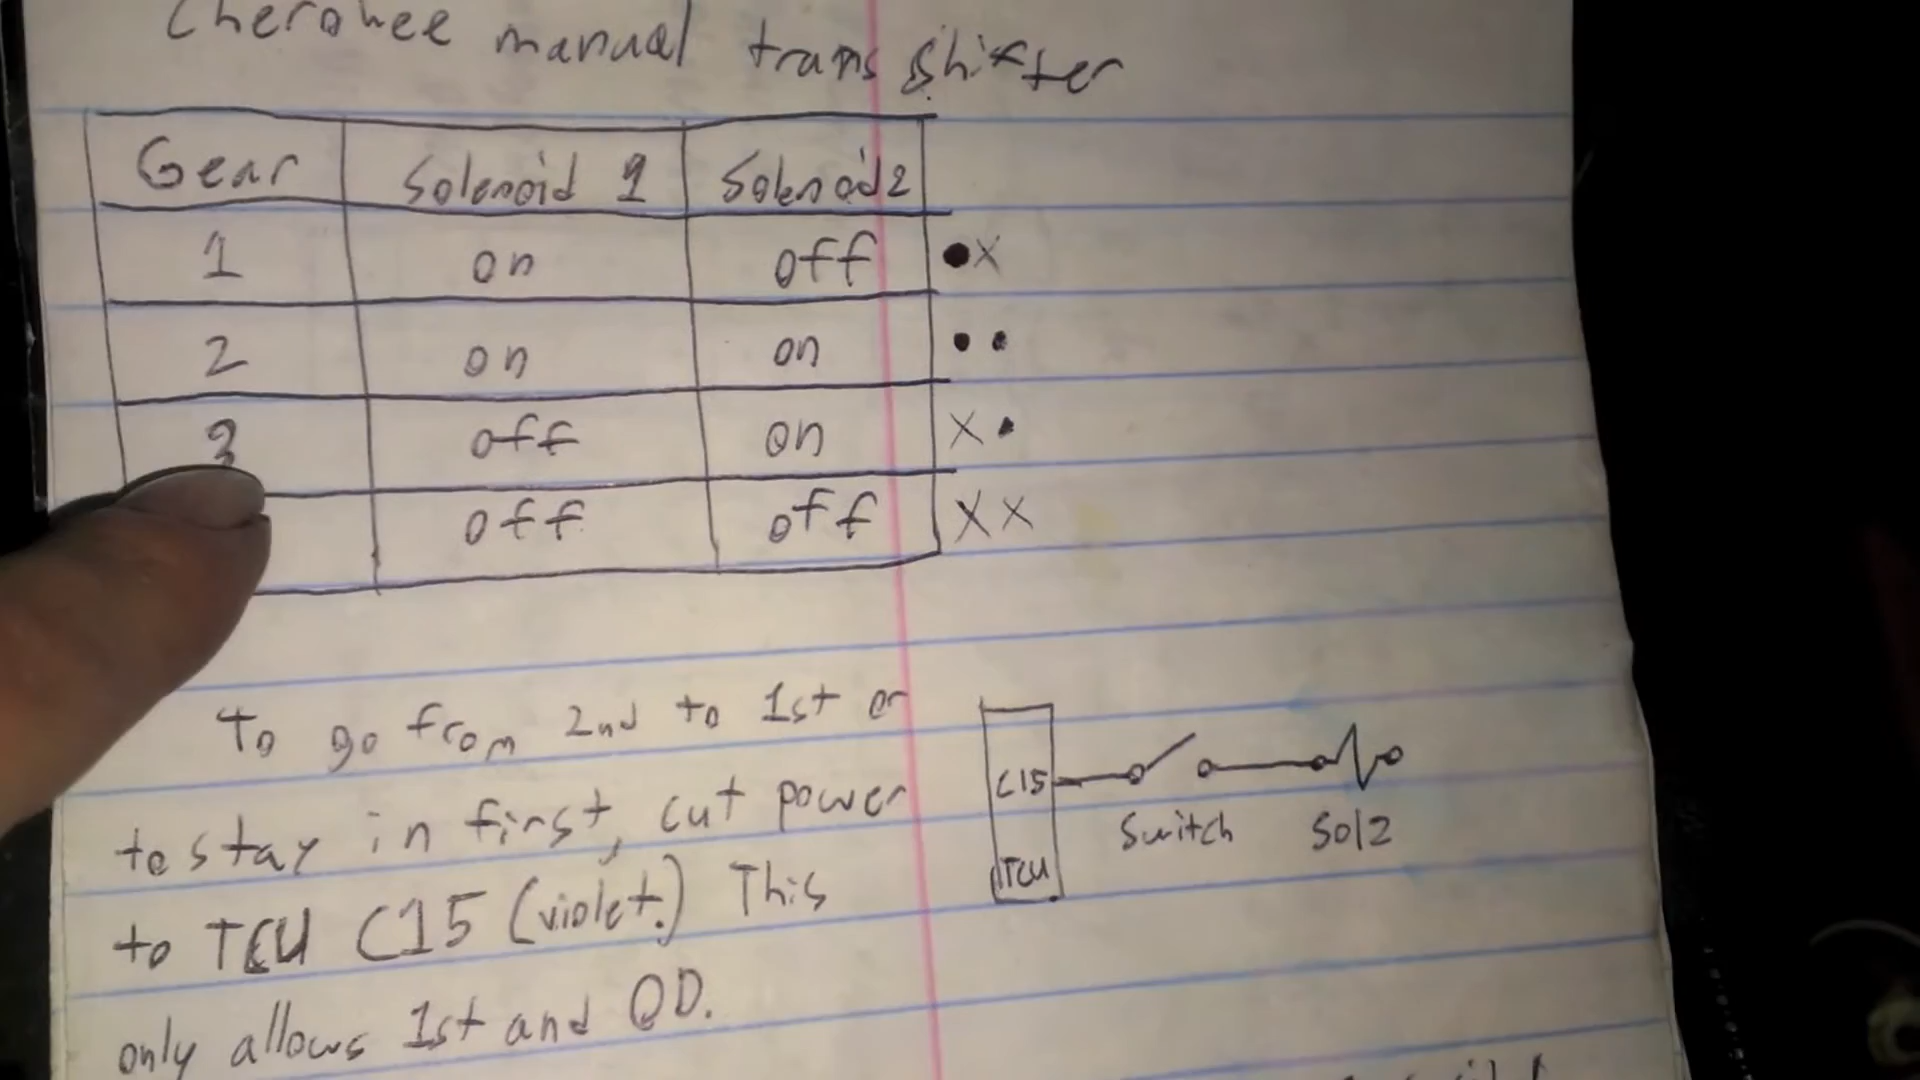 Cherokee manual trans shifter
Gear Solenoid 1 Solenoid 2
1 on off •X
2 on on • •
3 off on X •
off off X X
To go from 2nd to 1st or
to stay in first, cut power
to TCU C15 (violet.) This
only allows 1st and OD.
C15
Switch Sol2
TCU